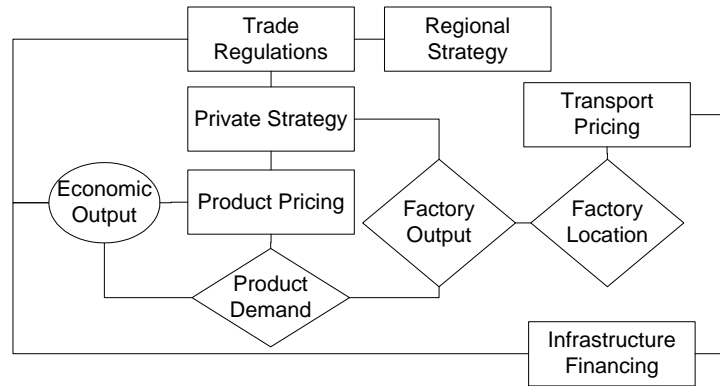 Trade
Regulations
Regional
Strategy
Private Strategy
Transport
Pricing
Economic
Output
Product Pricing
Factory
Output
Factory
Location
Product
Demand
Infrastructure
Financing